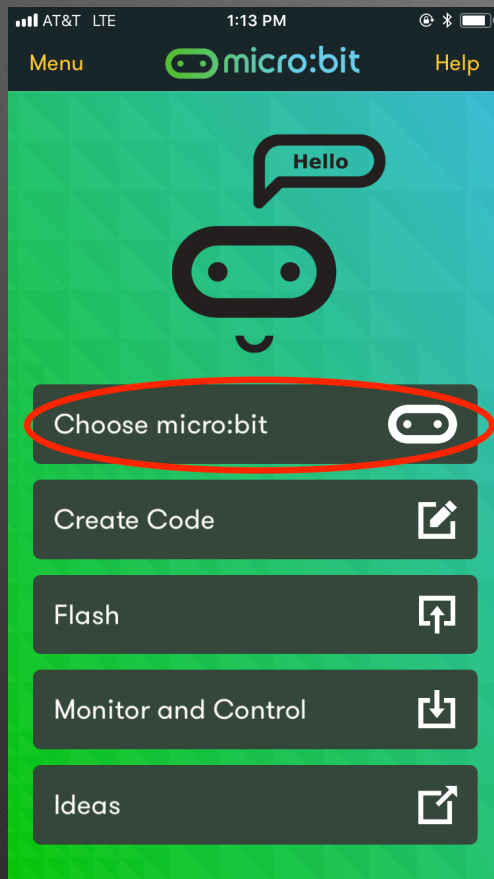 AT&T LTE 1:13 PM
Menu micro:bit Help
Hello
Choose micro:bit
Create Code
Flash
Monitor and Control
Ideas